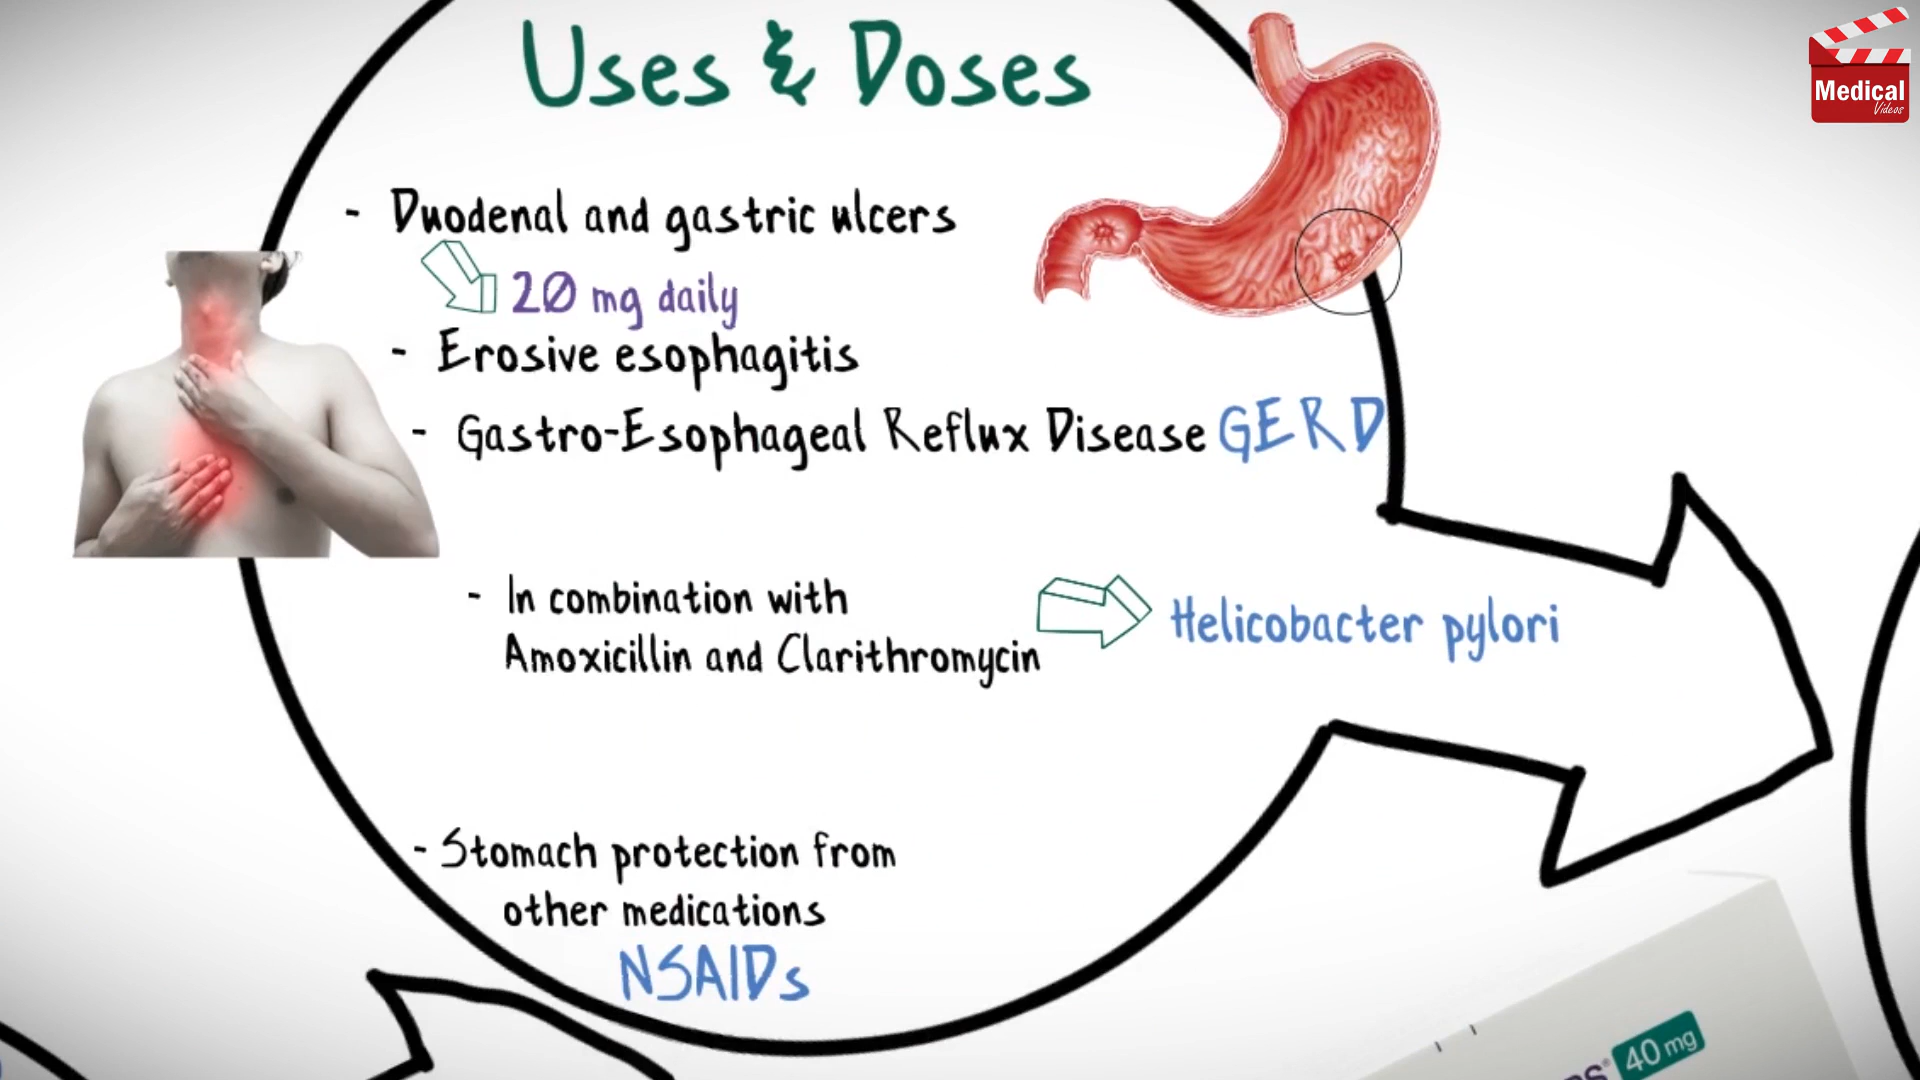 Uses & Doses
Medical
Videos
- Duodenal and gastric ulcers
20 mg daily
- Erosive esophagitis
- Gastro-Esophageal Reflux Disease GERD
- In combination with
Amoxicillin and Clarithromycin
Helicobacter pylori
- Stomach protection from
other medications
NSAIDs
40 mg